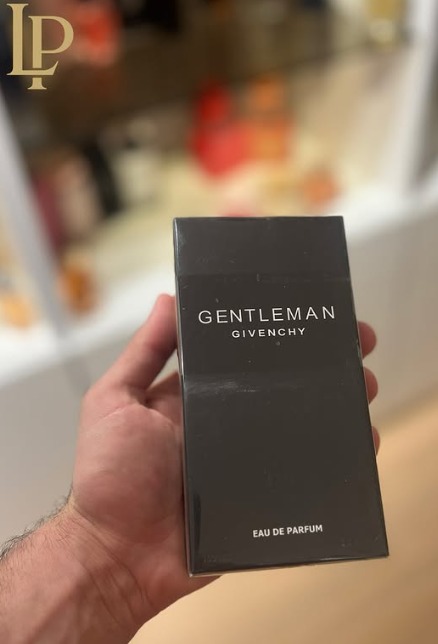 LP
GENTLEMAN
GIVENCHY
EAU DE PARFUM